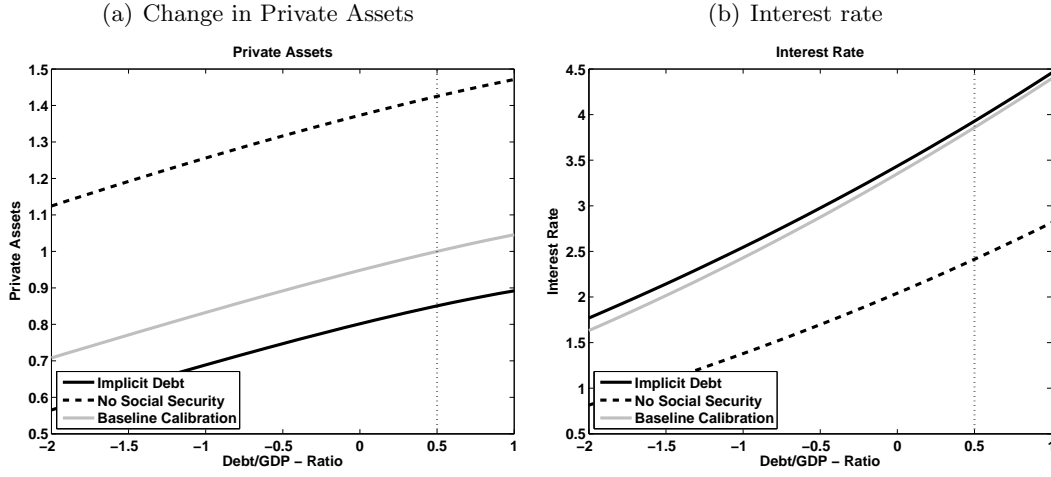 (a) Change in Private Assets
Private Assets
1.5
1.4
1.3
1.2
1.1
1
0.9
0.8
0.7
0.6
0.5
Private Assets
Implicit Debt
No Social Security
Baseline Calibration
−2 −1.5 −1 −0.5 0 0.5 1
Debt/GDP − Ratio
(b) Interest rate
Interest Rate
4.5
4
3.5
3
2.5
2
1.5
1
0.5
Interest Rate
Implicit Debt
No Social Security
Baseline Calibration
−2 −1.5 −1 −0.5 0 0.5 1
Debt/GDP − Ratio